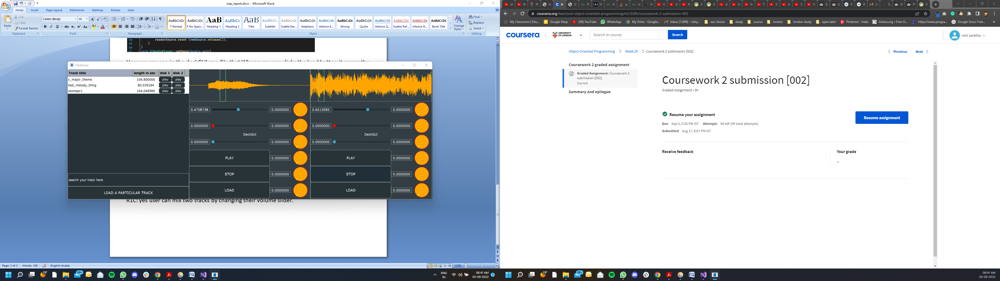 oop_report.docx - Microsoft Word
Home Insert Page Layout References Mailings Review View
Paste
Cut
Copy
Format Painter
Clipboard
Calibri (Body) 14
Font
Paragraph
AaBbCcDc AaBbCcDc AaB AaBbCc AaB AaBbCc AaBbCcDc AaBbCcDc AaBbCcDc AaBbCcDc AaBbCcDc AaBbCcDc AaBbCcDc AaBbCcDc AaBbCcDc
¶ Normal ¶ No Spaci... Heading 1 Heading 2 Title Subtitle Subtle Em... Emphasis Intense E... Strong Quote Intense Q... Subtle Ref... Intense R... Book Title
Change Styles
Styles
Find
Replace
Select
Editing
58 readerSource.reset (newSource.release());
59 }
60 }
61 void DJAudioPlayer::setGain(double gain)
Here we can see in the deckGUI cpp file that Whenever user clicks the load button it opens the
OtoDecks
Track title length in sec disk 1 disk 2
c_major_theme 106.800000 play play
fast_melody_thing 80.039184 play play
stomper1 164.048980 play play
search your track here
LOAD A PARTICULAR TRACK
0.4708738 0.0000000 0.6213592 0.0000000
0.0000000 0.0000000 0.0000000 0.0000000
DeckGUI DeckGUI
0.0000000 0.0000000 0.0000000 0.0000000
PLAY 0.0000000 PLAY 0.0000000
STOP 0.0000000 STOP 0.0000000
LOAD 0.0000000 LOAD 0.0000000
R1C: yes user can mix two tracks by changing their volume slider.
Page: 2 of 2 Words: 108 English (India) 130%
29° 99+
ENG
IN
08:41 AM
05-09-2022
1
coursera.org/learn/uol-object-oriented-programming/irt/JZd9r/coursework-2-submission-002
My Classroom | Edu... Google Keep (58) YouTube WhatsApp My Drive - Google... Inbox (1,694) - rishy... our choice study course london london study open later Pinterest - India lichess.org • Free O... https://www.progra... Google Docs: Free...
coursera
UNIVERSITY OF LONDON
Search in course
Search
rishi sankhla
Object-Oriented Programming Week 20 Coursework 2 submission [002]
Previous Next
Coursework 2 graded assignment
Graded Assignment: Coursework 2
submission [002]
Started
Summary and epilogue
Coursework 2 submission [002]
Graded Assignment • 3h
Resume your assignment
Due Sep 5, 5:30 PM IST Attempts 96 left (99 total attempts)
Submitted Aug 17, 6:07 PM IST
Resume assignment
Receive feedback
Your grade
–
29° 99+
08:41 AM
05-09-2022